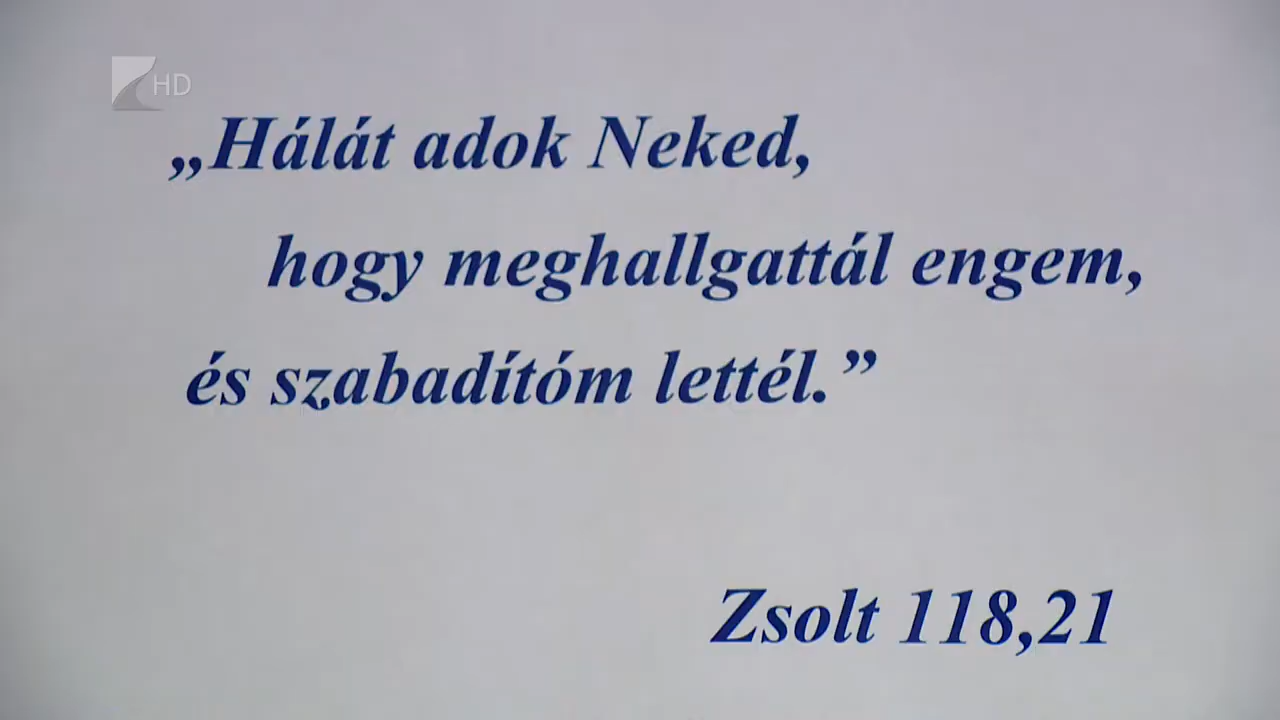 HD
„Hálát adok Neked,
hogy meghallgattál engem,
és szabadítóm lettél.”
Zsolt 118,21